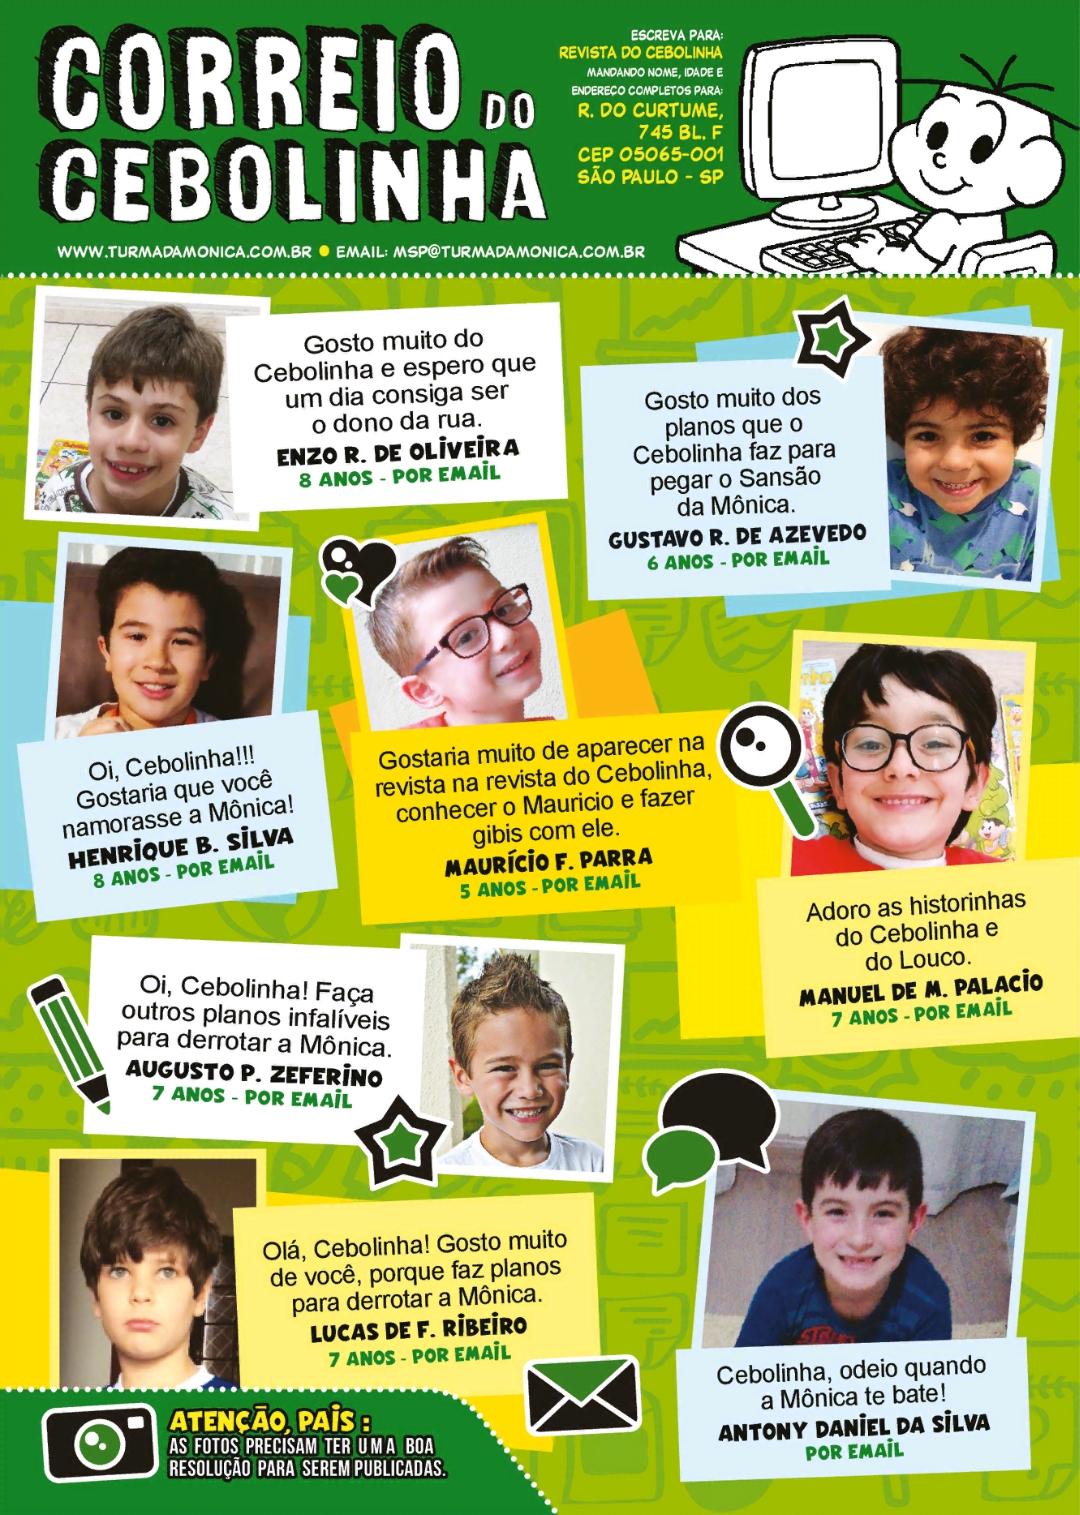 CORREIO DO
CEBOLINHA
ESCREVA PARA:
REVISTA DO CEBOLINHA
MANDANDO NOME, IDADE E
ENDEREÇO COMPLETOS PARA:
R. DO CURTUME,
745 BL. F
CEP 05065-001
SÃO PAULO - SP
WWW.TURMADAMONICA.COM.BR • EMAIL: MSP@TURMADAMONICA.COM.BR
Gosto muito do
Cebolinha e espero que
um dia consiga ser
o dono da rua.
ENZO R. DE OLIVEIRA
8 ANOS - POR EMAIL
Gosto muito dos
planos que o
Cebolinha faz para
pegar o Sansão
da Mônica.
GUSTAVO R. DE AZEVEDO
6 ANOS - POR EMAIL
Oi, Cebolinha!!!
Gostaria que você
namorasse a Mônica!
HENRIQUE B. SILVA
8 ANOS - POR EMAIL
Gostaria muito de aparecer na
revista na revista do Cebolinha,
conhecer o Mauricio e fazer
gibis com ele.
MAURÍCIO F. PARRA
5 ANOS - POR EMAIL
Adoro as historinhas
do Cebolinha e
do Louco.
MANUEL DE M. PALACIO
7 ANOS - POR EMAIL
Oi, Cebolinha! Faça
outros planos infalíveis
para derrotar a Mônica.
AUGUSTO P. ZEFERINO
7 ANOS - POR EMAIL
Olá, Cebolinha! Gosto muito
de você, porque faz planos
para derrotar a Mônica.
LUCAS DE F. RIBEIRO
7 ANOS - POR EMAIL
Cebolinha, odeio quando
a Mônica te bate!
ANTONY DANIEL DA SILVA
POR EMAIL
ATENÇÃO, PAIS :
AS FOTOS PRECISAM TER UMA BOA
RESOLUÇÃO PARA SEREM PUBLICADAS.